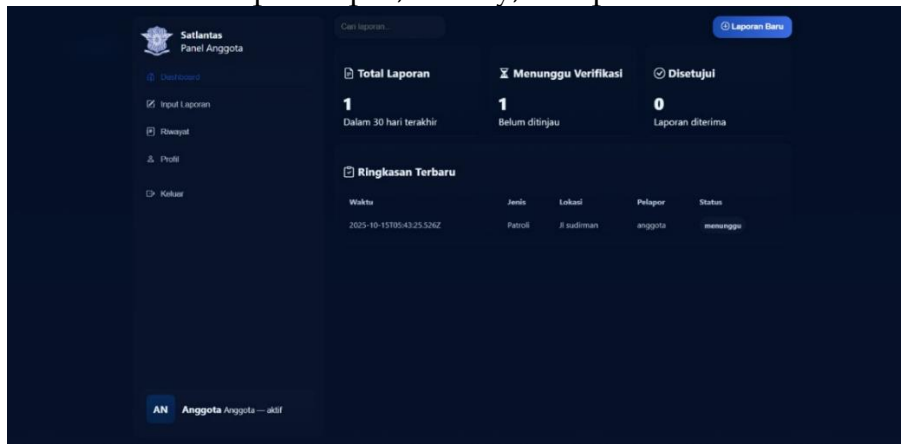 Satlantas
Panel Anggota
Dashboard
Input Laporan
Riwayat
Profil
Keluar
AN Anggota Anggota — aktif
Cari laporan...
Laporan Baru
Total Laporan
1
Dalam 30 hari terakhir
Menunggu Verifikasi
1
Belum ditinjau
Disetujui
0
Laporan diterima
Ringkasan Terbaru
Waktu Jenis Lokasi Pelapor Status
2025-10-15T05:43:25.526Z Patroli Jl sudirman anggota menunggu